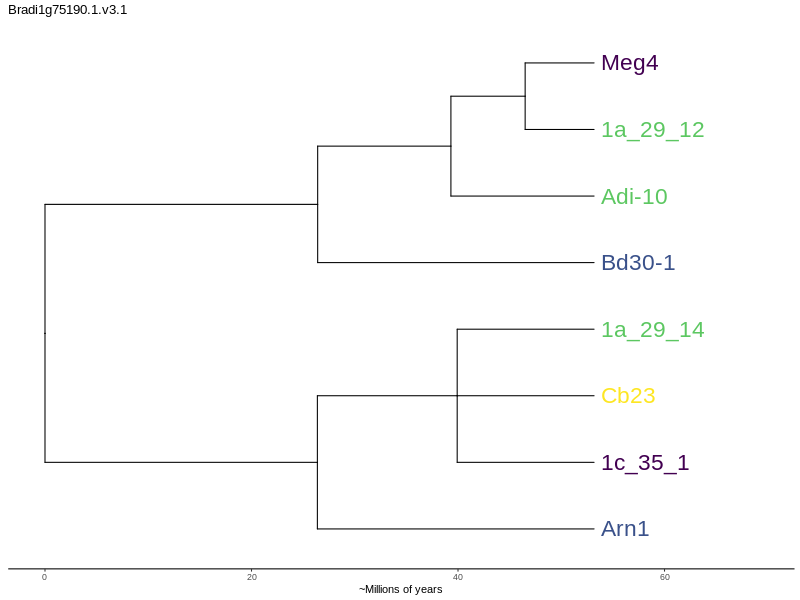 Bradi1g75190.1.v3.1
Meg4
1a_29_12
Adi-10
Bd30-1
1a_29_14
Cb23
1c_35_1
Arn1
0 20 40 60
~Millions of years